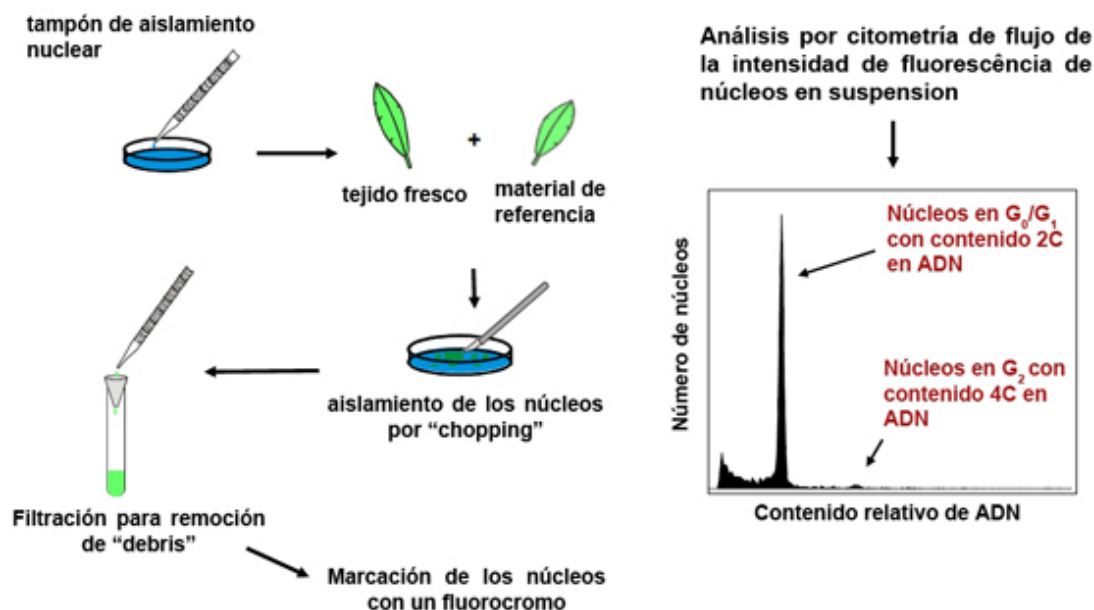 tampón de aislamiento
nuclear
tejido fresco
+
material de
referencia
aislamiento de los núcleos
por “chopping”
Filtración para remoción
de “debris”
Marcación de los núcleos
con un fluorocromo
Análisis por citometría de flujo de
la intensidad de fluorescência de
núcleos en suspension
Número de núcleos
Núcleos en G0/G1
con contenido 2C
en ADN
Núcleos en G2 con
contenido 4C en
ADN
Contenido relativo de ADN